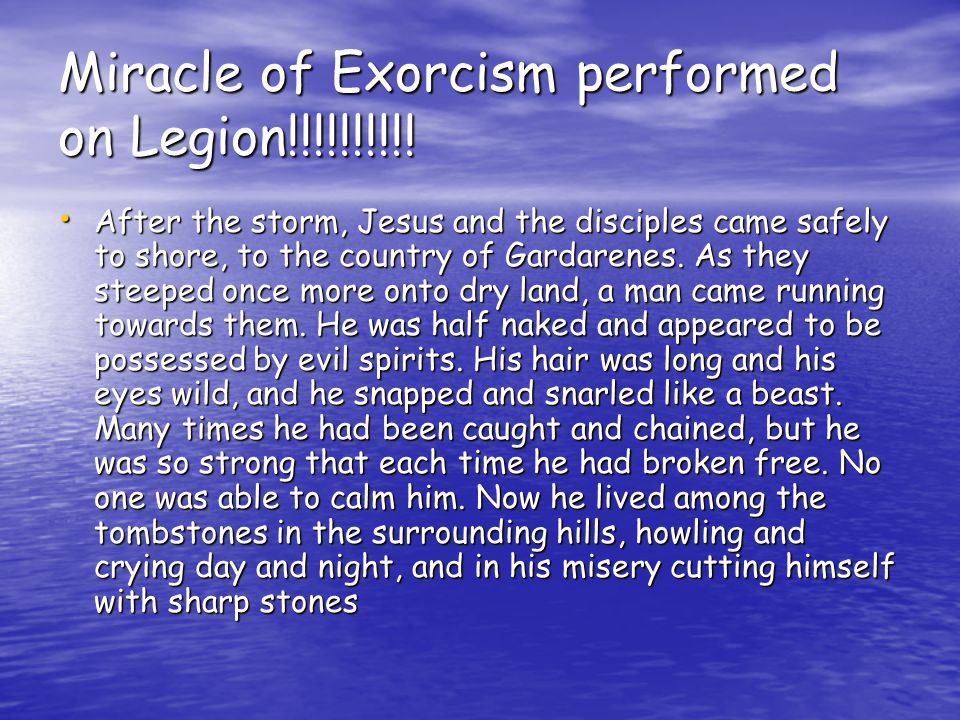 Miracle of Exorcism performed
on Legion!!!!!!!!!!
• After the storm, Jesus and the disciples came safely
to shore, to the country of Gardarenes. As they
steeped once more onto dry land, a man came running
towards them. He was half naked and appeared to be
possessed by evil spirits. His hair was long and his
eyes wild, and he snapped and snarled like a beast.
Many times he had been caught and chained, but he
was so strong that each time he had broken free. No
one was able to calm him. Now he lived among the
tombstones in the surrounding hills, howling and
crying day and night, and in his misery cutting himself
with sharp stones